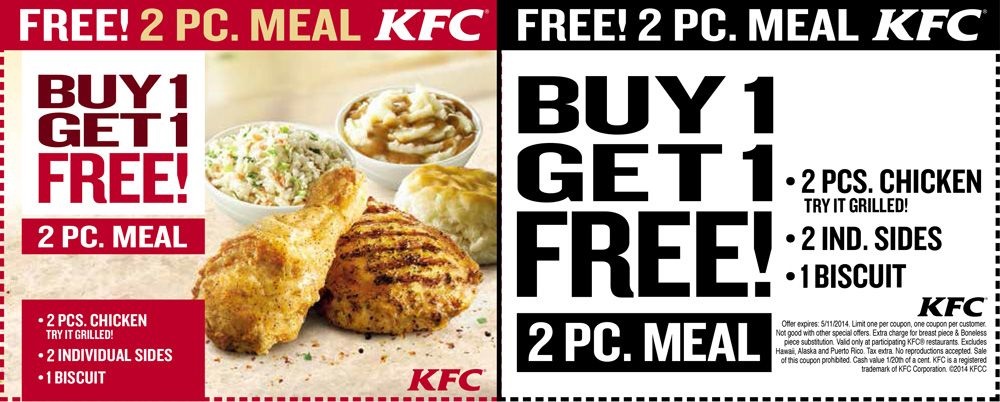 FREE! 2 PC. MEAL KFC®
BUY 1
GET 1
FREE!
2 PC. MEAL
• 2 PCS. CHICKEN
TRY IT GRILLED!
• 2 INDIVIDUAL SIDES
• 1 BISCUIT
KFC
FREE! 2 PC. MEAL KFC®
BUY 1
GET 1
FREE!
2 PC. MEAL
• 2 PCS. CHICKEN
TRY IT GRILLED!
• 2 IND. SIDES
• 1 BISCUIT
KFC
Offer expires: 5/11/2014. Limit one per coupon, one coupon per customer.
Not good with other special offers. Extra charge for breast piece & Boneless
piece substitution. Valid only at participating KFC® restaurants. Excludes
Hawaii, Alaska and Puerto Rico. Tax extra. No reproductions accepted. Sale
of this coupon prohibited. Cash value 1/20th of a cent. KFC is a registered
trademark of KFC Corporation. ©2014 KFCC